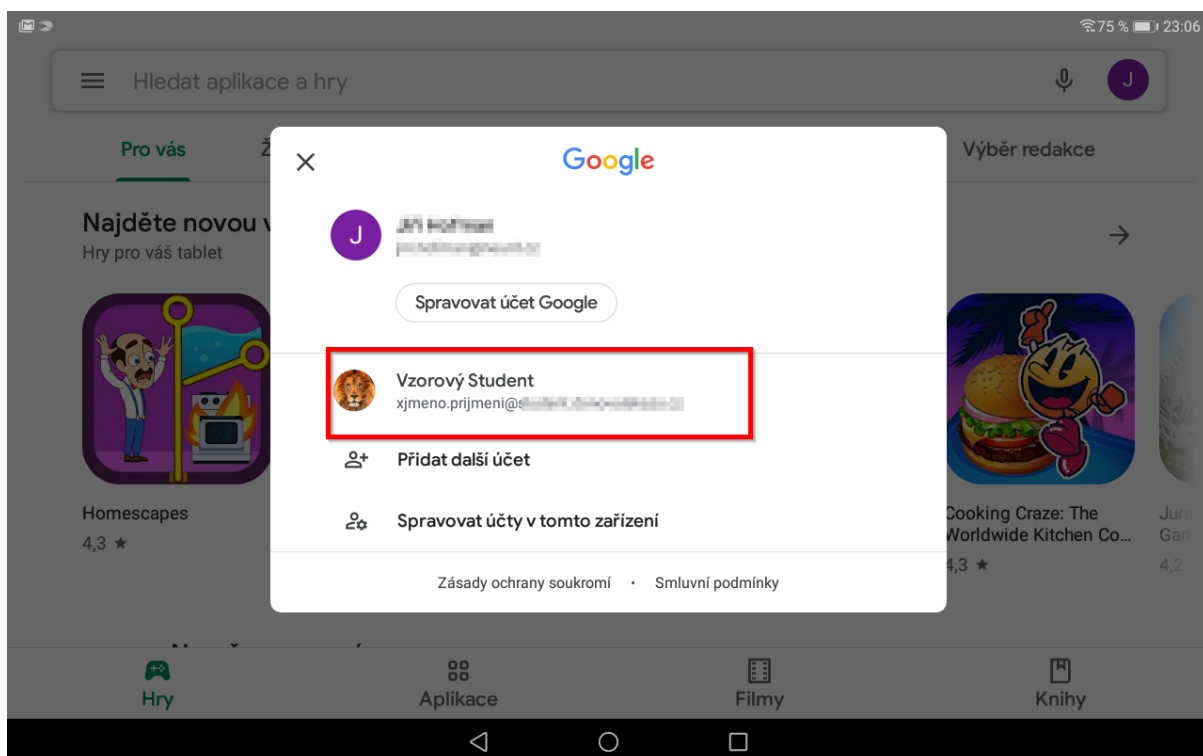 75 % 23:06
Hledat aplikace a hry
J
Pro vás
Ž
Výběr redakce
Najděte novou v
Hry pro váš tablet
Google
J
Spravovat účet Google
Vzorový Student
xjmeno.prijmeni@s
Přidat další účet
Spravovat účty v tomto zařízení
Zásady ochrany soukromí · Smluvní podmínky
Homescapes
4,3 ★
Cooking Craze: The
Worldwide Kitchen Co...
4,3 ★
Jura
Gam
4,2
Hry
Aplikace
Filmy
Knihy